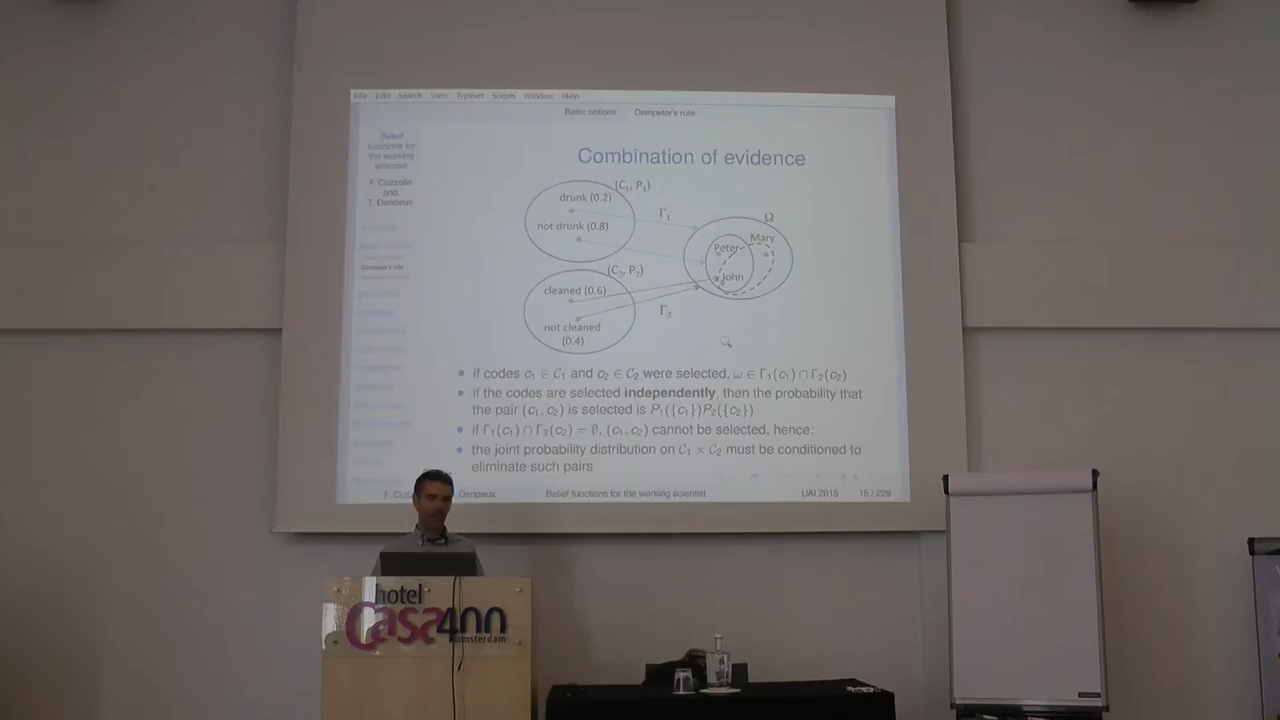 File Edit Search View Typeset Scripts Window Help
Basic notions Dempster's rule
Belief
functions for
the working
scientist
F. Cuzzolin
and
T. Denoeux
Dempster's rule
Combination of evidence
(C₁, P₁)
drunk (0.2)
not drunk (0.8)
Γ₁
Ω
Peter
Mary
John
(C₂, P₂)
cleaned (0.6)
not cleaned
(0.4)
Γ₂
• if codes c₁ ∈ C₁ and c₂ ∈ C₂ were selected, ω ∈ Γ₁(c₁) ∩ Γ₂(c₂)
• if the codes are selected independently, then the probability that
the pair (c₁, c₂) is selected is P₁({c₁})P₂({c₂})
• if Γ₁(c₁) ∩ Γ₂(c₂) = ∅, (c₁, c₂) cannot be selected, hence:
• the joint probability distribution on C₁ × C₂ must be conditioned to
eliminate such pairs
F. Cuz Denoeux Belief functions for the working scientist UAI 2015 15 / 229
hotel
Casa400
amsterdam